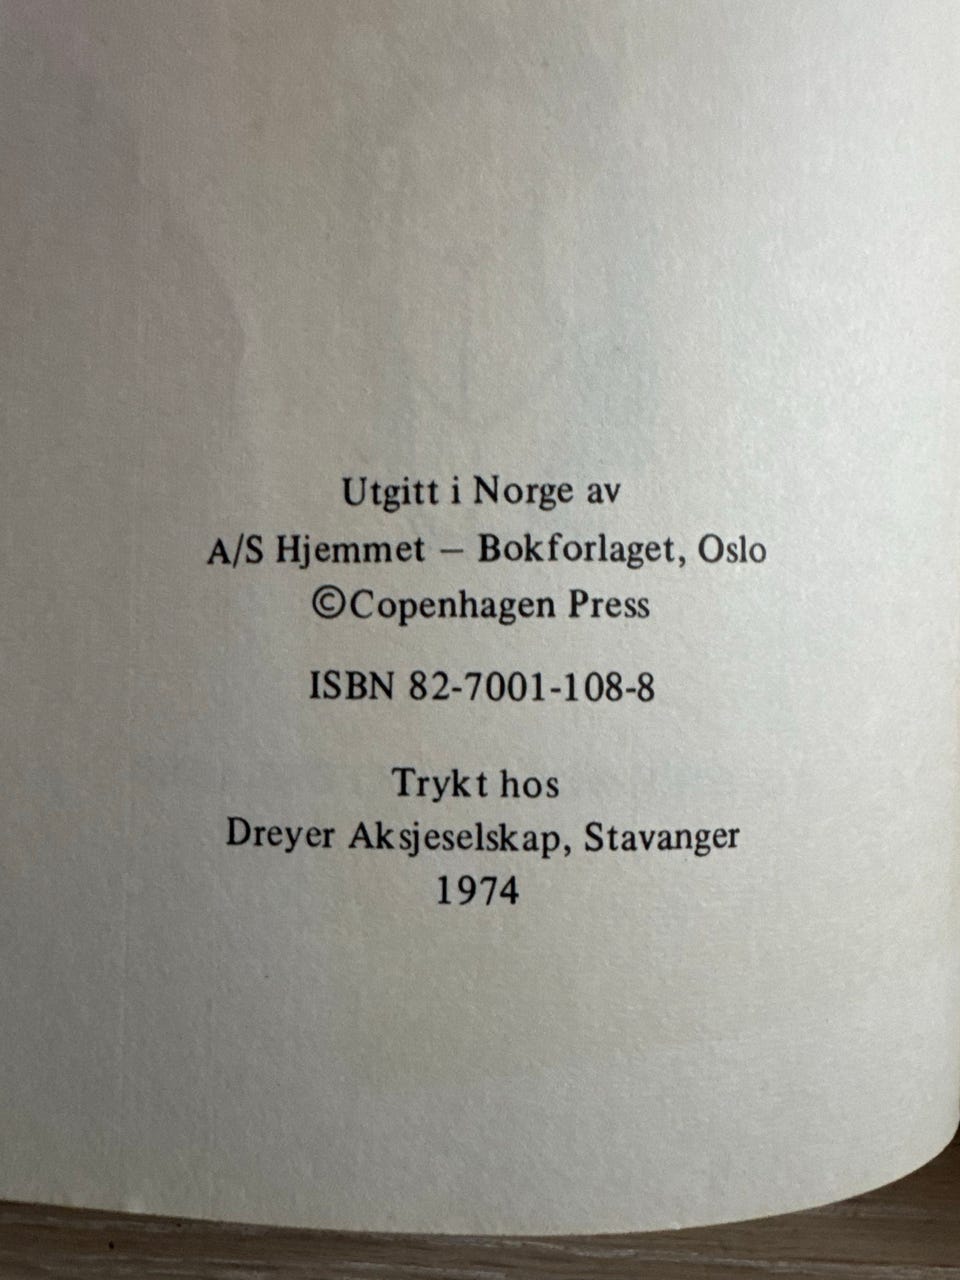 Utgitt i Norge av
A/S Hjemmet – Bokforlaget, Oslo
©Copenhagen Press
ISBN 82-7001-108-8
Trykt hos
Dreyer Aksjeselskap, Stavanger
1974